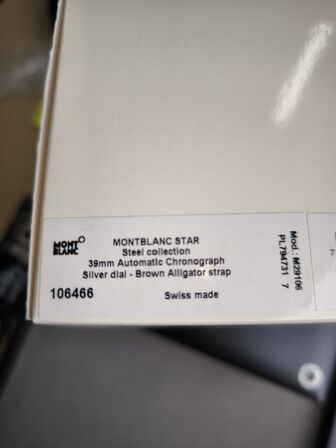 MONT
BLANC
MONTBLANC STAR
Steel collection
39mm Automatic Chronograph
Silver dial - Brown Alligator strap
106466
Swiss made
Mod.: M29106
PL794731 7
7